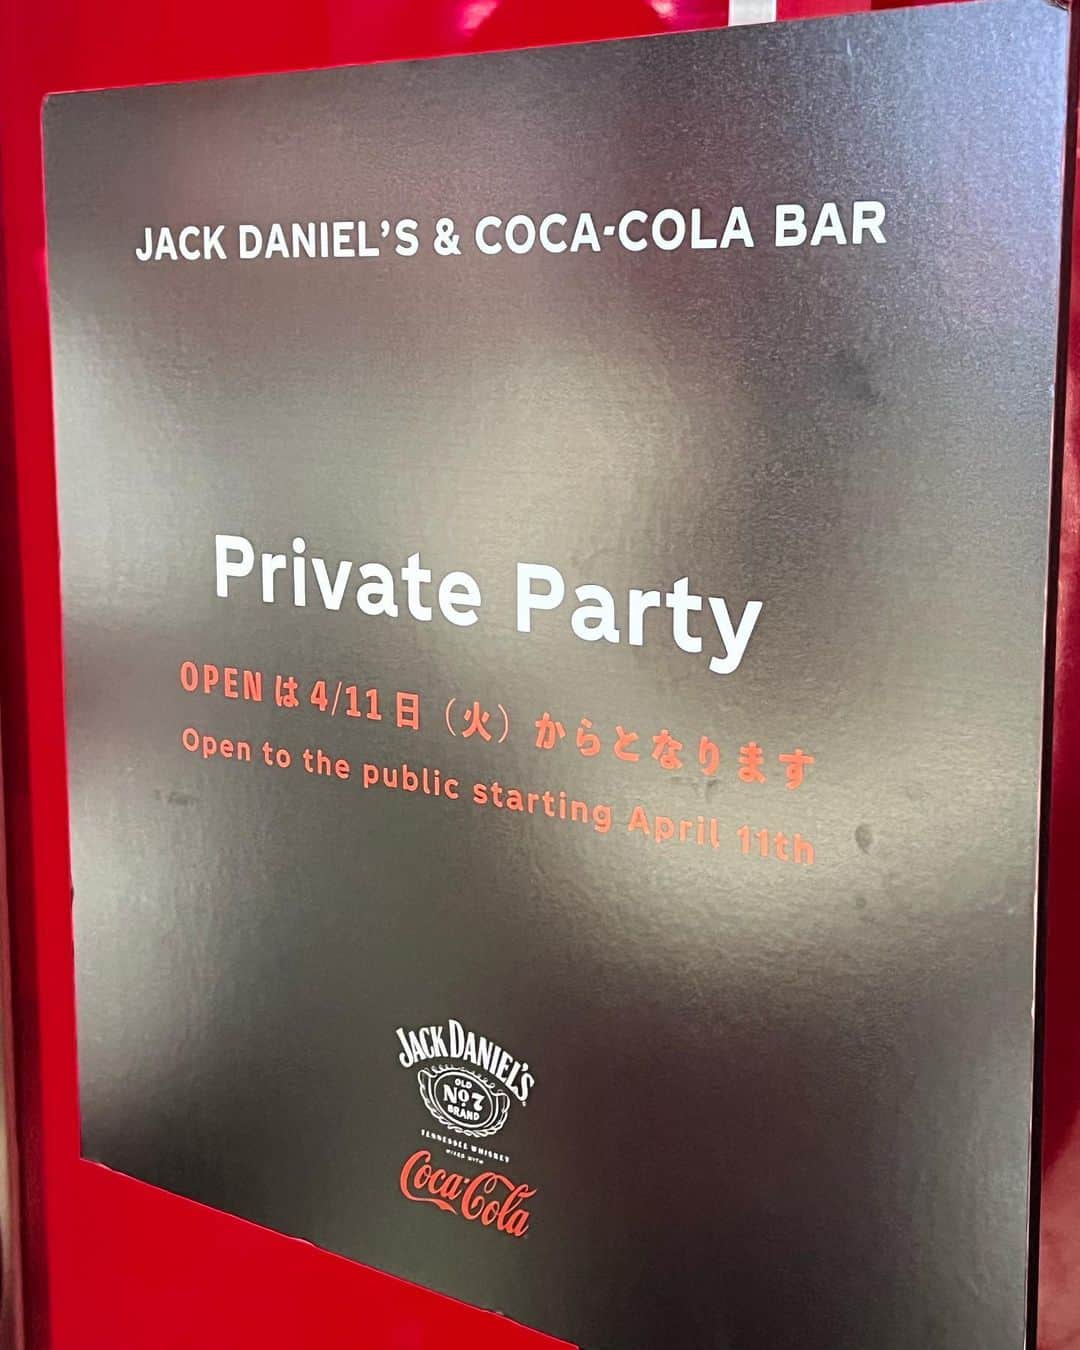 JACK DANIEL'S & COCA-COLA BAR
Private Party
OPENは4/11日（火）からとなります
Open to the public starting April 11th
JACK DANIEL'S
OLD
No.7
BRAND
TENNESSEE WHISKEY
MIXED WITH
Coca-Cola